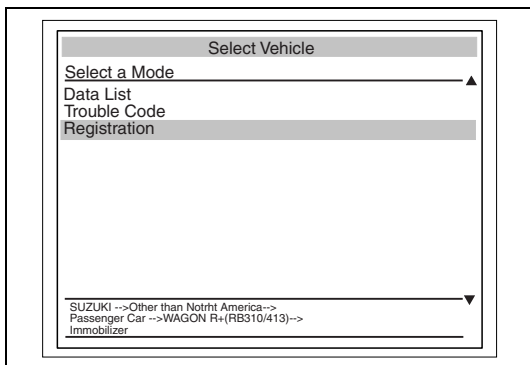 Select Vehicle
Select a Mode
Data List
Trouble Code
Registration
SUZUKI -->Other than Notrht America-->
Passenger Car -->WAGON R+(RB310/413)-->
Immobilizer